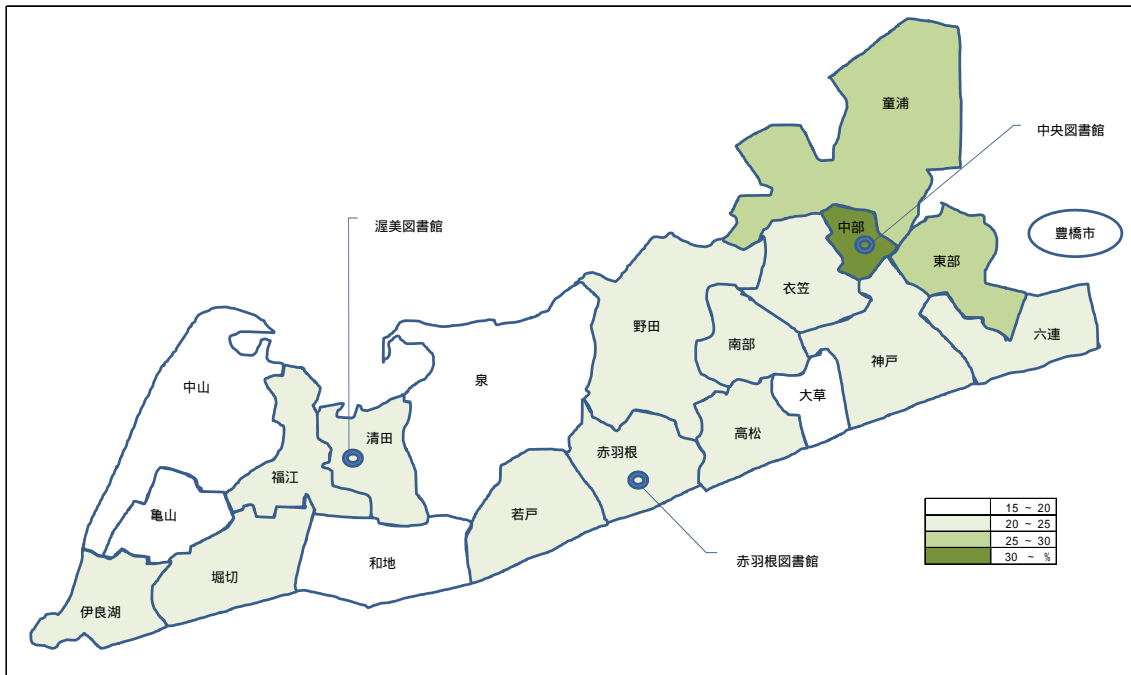 童浦
中央図書館
渥美図書館
中部
豊橋市
東部
衣笠
野田
六連
南部
神戸
中山
泉
大草
清田
高松
赤羽根
福江
亀山
若戸
和地
赤羽根図書館
堀切
伊良湖
15 ~ 20
20 ~ 25
25 ~ 30
30 ~ %